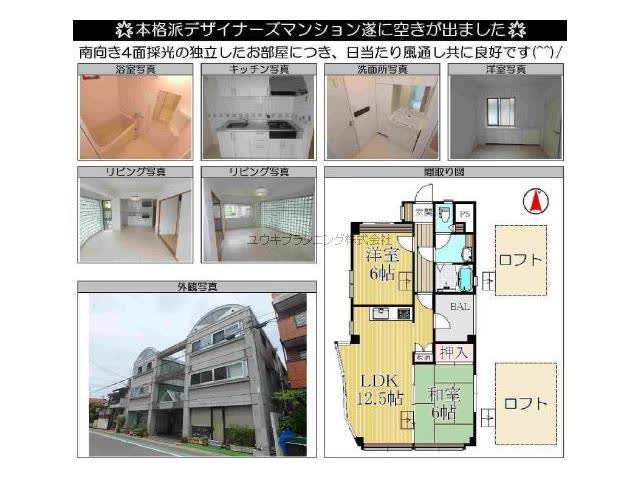 本格派デザイナーズマンション遂に空きが出ました
南向き4面採光の独立したお部屋につき、日当たり風通し共に良好です(^^)/
浴室写真
キッチン写真
洗面所写真
洋室写真
リビング写真
リビング写真
間取り図
ユウキプランニング株式会社
外観写真
玄関
PS
洋室
6帖
ロフト
BAL
押入
収納
LDK
12.5帖
和室
6帖
ロフト